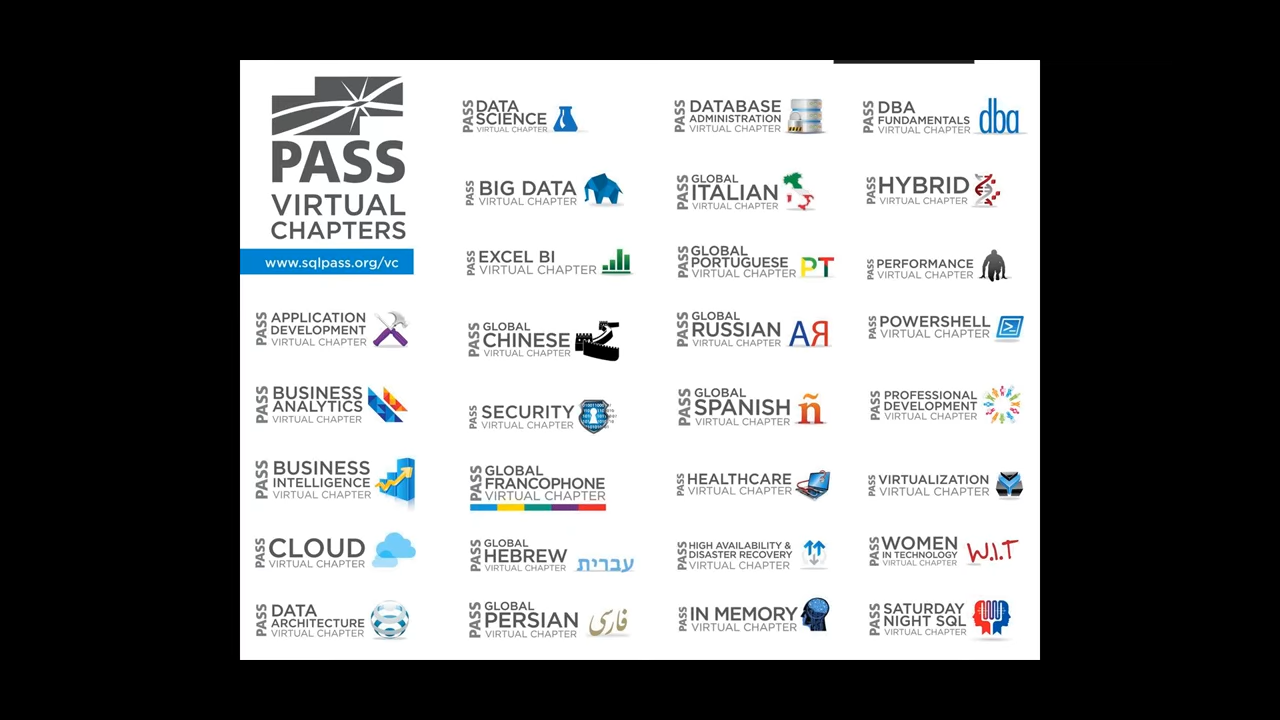 PASS
VIRTUAL
CHAPTERS
www.sqlpass.org/vc
PASS
APPLICATION
DEVELOPMENT
VIRTUAL CHAPTER
PASS
BUSINESS
ANALYTICS
VIRTUAL CHAPTER
PASS
BUSINESS
INTELLIGENCE
VIRTUAL CHAPTER
PASS
CLOUD
VIRTUAL CHAPTER
PASS
DATA
ARCHITECTURE
VIRTUAL CHAPTER
PASS
DATA
SCIENCE
VIRTUAL CHAPTER
PASS
BIG DATA
VIRTUAL CHAPTER
PASS
EXCEL BI
VIRTUAL CHAPTER
PASS
GLOBAL
CHINESE
VIRTUAL CHAPTER
PASS
SECURITY
VIRTUAL CHAPTER
PASS
GLOBAL
FRANCOPHONE
VIRTUAL CHAPTER
PASS
GLOBAL
HEBREW
VIRTUAL CHAPTER
עברית
PASS
GLOBAL
PERSIAN
VIRTUAL CHAPTER
فارسی
PASS
DATABASE
ADMINISTRATION
VIRTUAL CHAPTER
PASS
GLOBAL
ITALIAN
VIRTUAL CHAPTER
PASS
GLOBAL
PORTUGUESE
VIRTUAL CHAPTER
PT
PASS
GLOBAL
RUSSIAN
VIRTUAL CHAPTER
АЯ
PASS
GLOBAL
SPANISH
VIRTUAL CHAPTER
ñ
PASS
HEALTHCARE
VIRTUAL CHAPTER
PASS
HIGH AVAILABILITY &
DISASTER RECOVERY
VIRTUAL CHAPTER
PASS
IN MEMORY
VIRTUAL CHAPTER
PASS
DBA
FUNDAMENTALS
VIRTUAL CHAPTER
dba
PASS
HYBRID
VIRTUAL CHAPTER
PASS
PERFORMANCE
VIRTUAL CHAPTER
PASS
POWERSHELL
VIRTUAL CHAPTER
PASS
PROFESSIONAL
DEVELOPMENT
VIRTUAL CHAPTER
PASS
VIRTUALIZATION
VIRTUAL CHAPTER
PASS
WOMEN
IN TECHNOLOGY
VIRTUAL CHAPTER
W.I.T
PASS
SATURDAY
NIGHT SQL
VIRTUAL CHAPTER